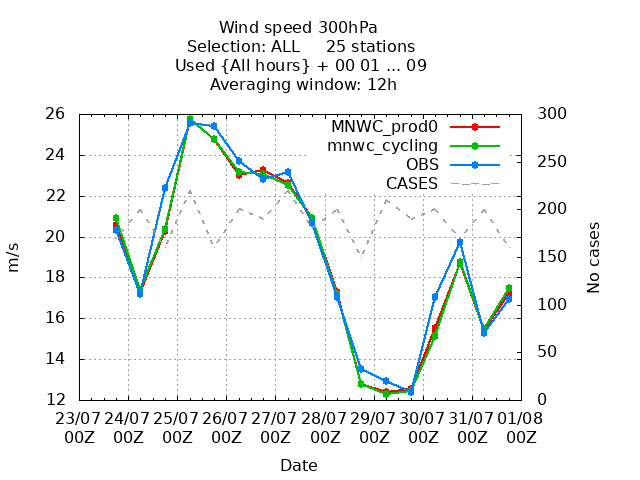 Wind speed 300hPa
Selection: ALL     25 stations
Used {All hours} + 00 01 ... 09
Averaging window: 12h
MNWC_prod0
mnwc_cycling
OBS
CASES
26
24
22
20
18
16
14
12
300
250
200
150
100
50
0
m/s
No cases
23/07 24/07 25/07 26/07 27/07 28/07 29/07 30/07 31/07 01/08
00Z 00Z 00Z 00Z 00Z 00Z 00Z 00Z 00Z 00Z
Date